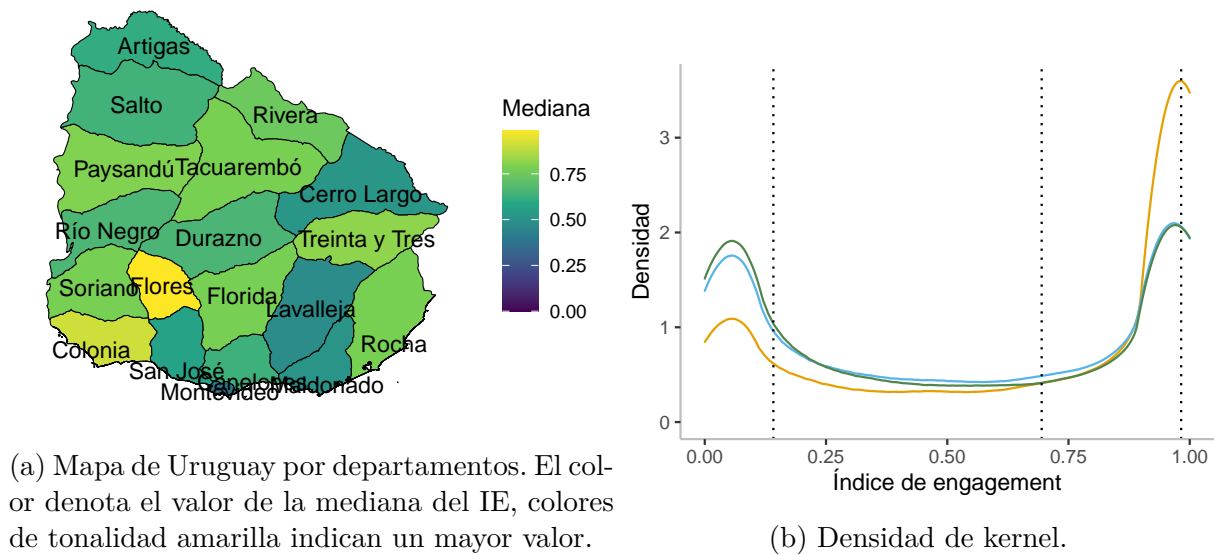 Artigas
Salto
Rivera
Paysandú
Tacuarembó
Cerro Largo
Río Negro
Durazno
Treinta y Tres
Soriano
Flores
Florida
Lavalleja
Colonia
Rocha
San José
Canelones
Maldonado
Montevideo
Mediana
0.75
0.50
0.25
0.00
(a) Mapa de Uruguay por departamentos. El col-
or denota el valor de la mediana del IE, colores
de tonalidad amarilla indican un mayor valor.
Densidad
3
2
1
0
0.00 0.25 0.50 0.75 1.00
Índice de engagement
(b) Densidad de kernel.